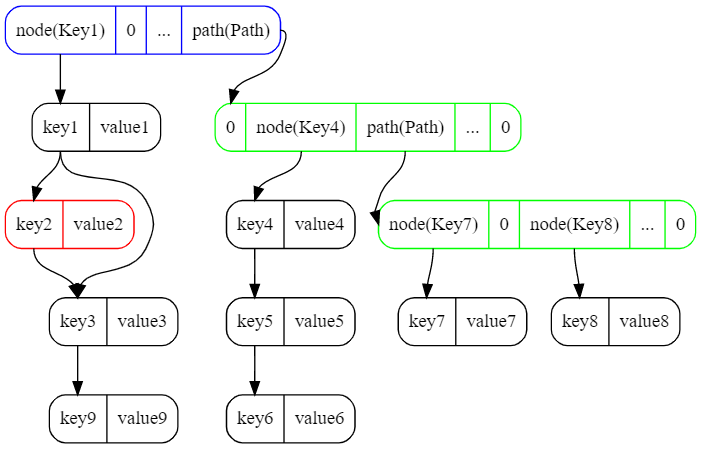 node(Key1) 0 ... path(Path)
key1 value1
0 node(Key4) path(Path) ... 0
key2 value2
key4 value4
node(Key7) 0 node(Key8) ... 0
key3 value3
key5 value5
key7 value7
key8 value8
key9 value9
key6 value6